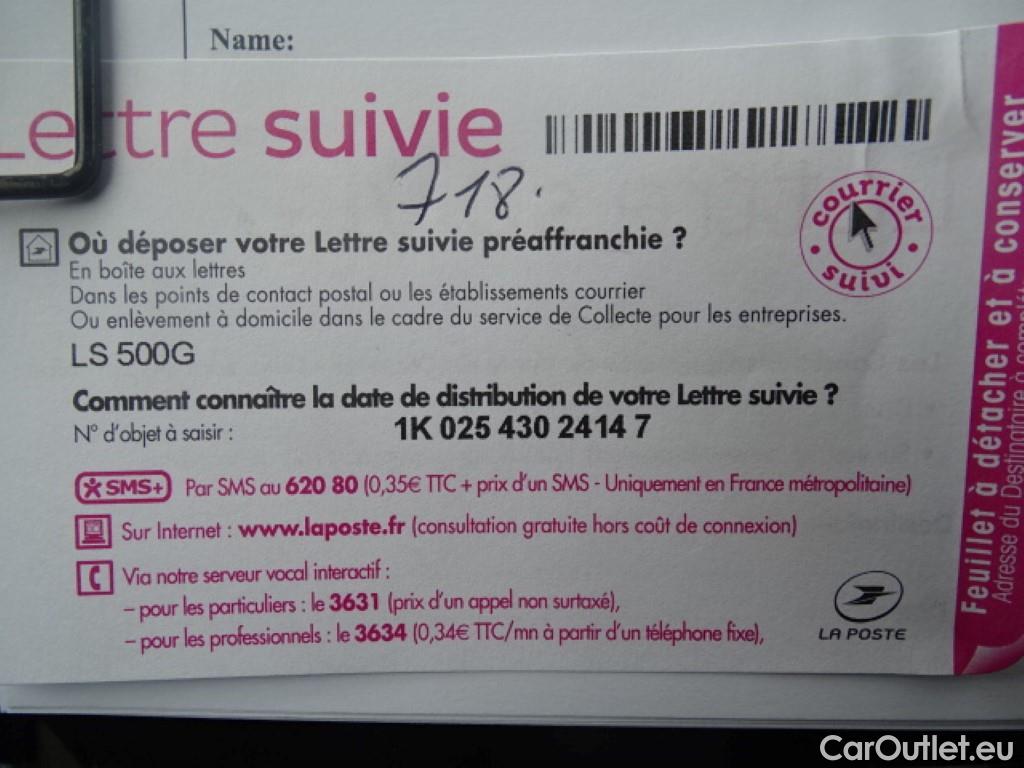 Name:
Lettre suivie
718.
courrier suivi
Où déposer votre Lettre suivie préaffranchie ?
En boîte aux lettres
Dans les points de contact postal ou les établissements courrier
Ou enlèvement à domicile dans le cadre du service de Collecte pour les entreprises.
LS 500G
Comment connaître la date de distribution de votre Lettre suivie ?
N° d'objet à saisir : 1K 025 430 2414 7
SMS+ Par SMS au 620 80 (0,35€ TTC + prix d'un SMS - Uniquement en France métropolitaine)
Sur Internet : www.laposte.fr (consultation gratuite hors coût de connexion)
Via notre serveur vocal interactif :
– pour les particuliers : le 3631 (prix d'un appel non surtaxé),
– pour les professionnels : le 3634 (0,34€ TTC/mn à partir d'un téléphone fixe),
LA POSTE
Feuillet à détacher et à conserver
Adresse du Destinataire à
CarOutlet.eu